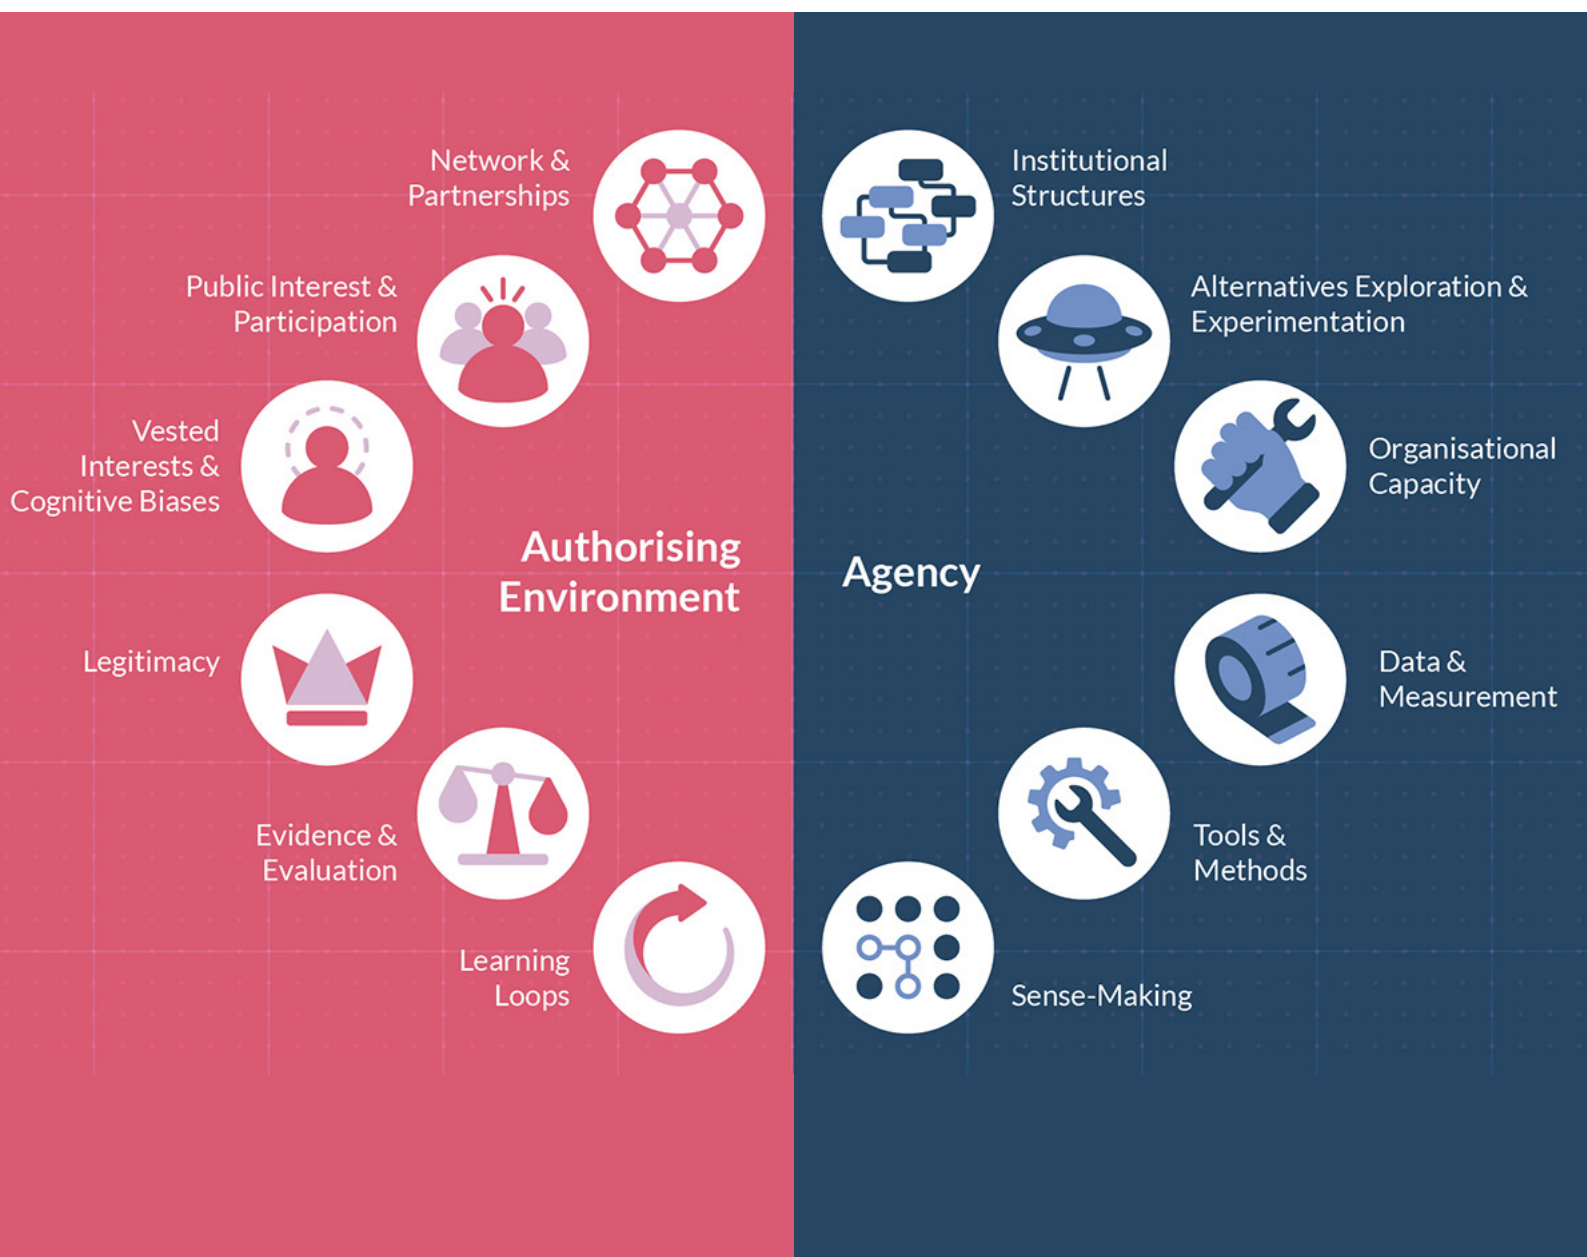 Network &
Partnerships
Public Interest &
Participation
Vested
Interests &
Cognitive Biases
Authorising
Environment
Legitimacy
Evidence &
Evaluation
Learning
Loops
Institutional
Structures
Alternatives Exploration &
Experimentation
Organisational
Capacity
Agency
Data &
Measurement
Tools &
Methods
Sense-Making